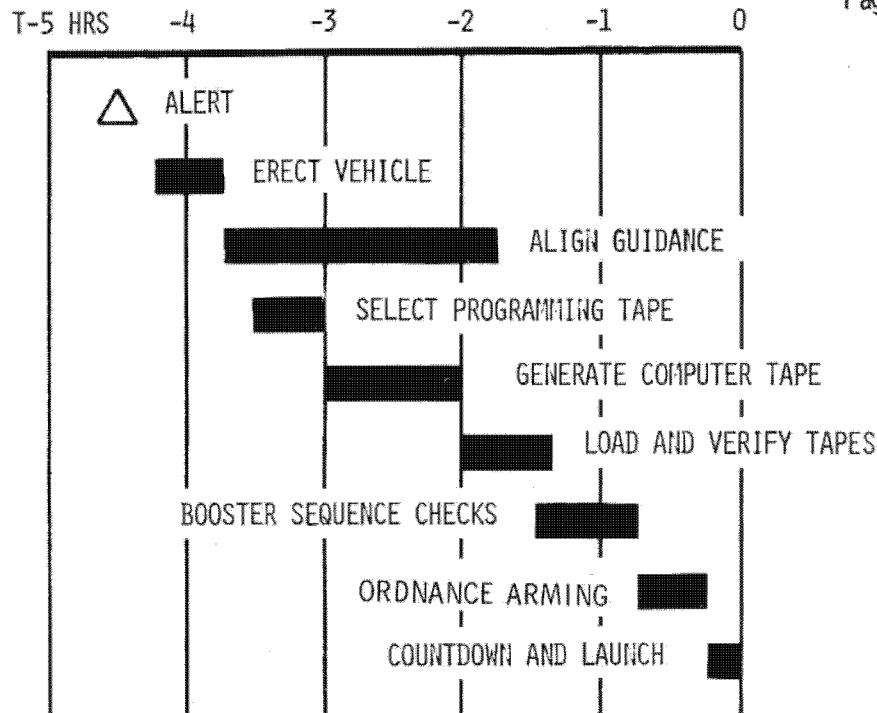 T-5 HRS -4 -3 -2 -1 0
ALERT
ERECT VEHICLE
ALIGN GUIDANCE
SELECT PROGRAMMING TAPE
GENERATE COMPUTER TAPE
LOAD AND VERIFY TAPES
BOOSTER SEQUENCE CHECKS
ORDNANCE ARMING
COUNTDOWN AND LAUNCH